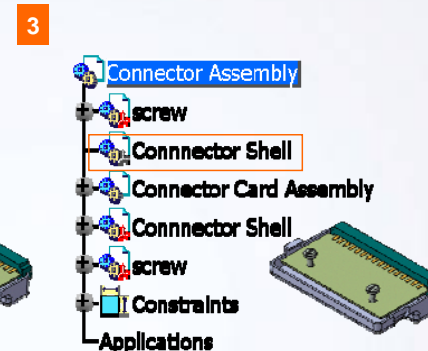 3
Connector Assembly
screw
Connnector Shell
Connector Card Assembly
Connnector Shell
screw
Constraints
Applications